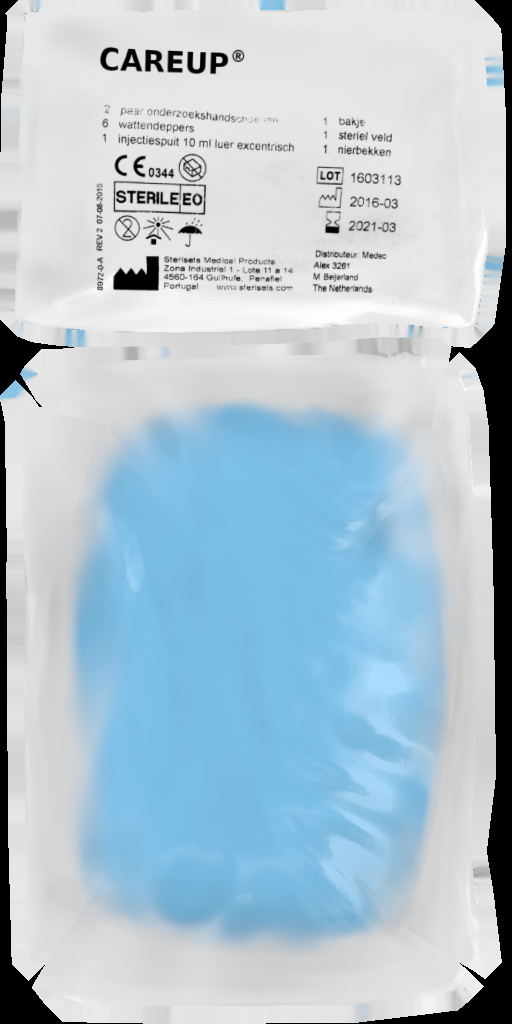 CAREUP®
2 paar onderzoekshandschoenen
6 wattendeppers
1 injectiespuit 10 ml luer excentrisch
1 bakje
1 steriel veld
1 nierbekken
CE 0344
STERILE EO
LOT 1603113
2016-03
2021-03
8972-0-A REV 2 07-08-2015
Sterisets Medical Products
Zona Industriel 1 - Lote 11 a 14
4560-164 Guilhufe, Penafiel
Portugal www.sterisets.com
Distributeur: Medec
Alex 3261
M Beijerland
The Netherlands